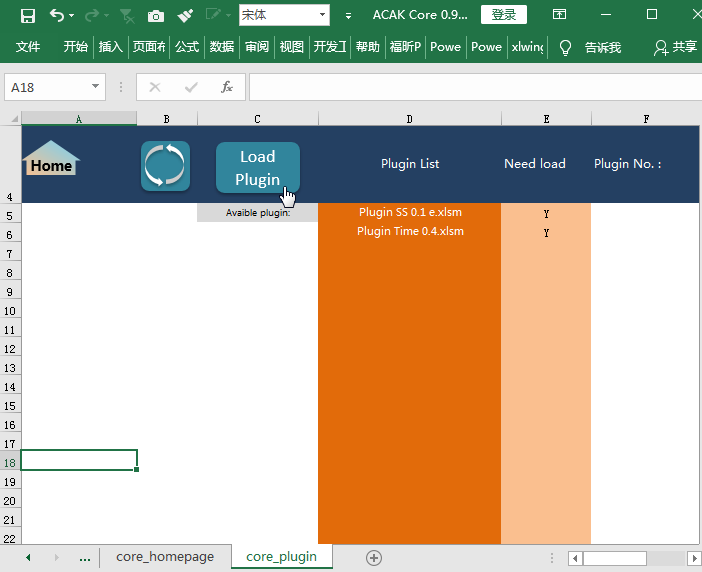 宋体
ACAK Core 0.9...
登录
文件 开始 插入 页面布 公式 数据 审阅 视图 开发工 帮助 福昕P Powe Powe xlwing 告诉我 共享
A18
fx
A B C D E F
4 Home Load Plugin Plugin List Need load Plugin No. :
5 Avaible plugin: Plugin SS 0.1 e.xlsm Y
6 Plugin Time 0.4.xlsm Y
7
8
9
10
11
12
13
14
15
16
17
18
19
20
21
22
... core_homepage core_plugin